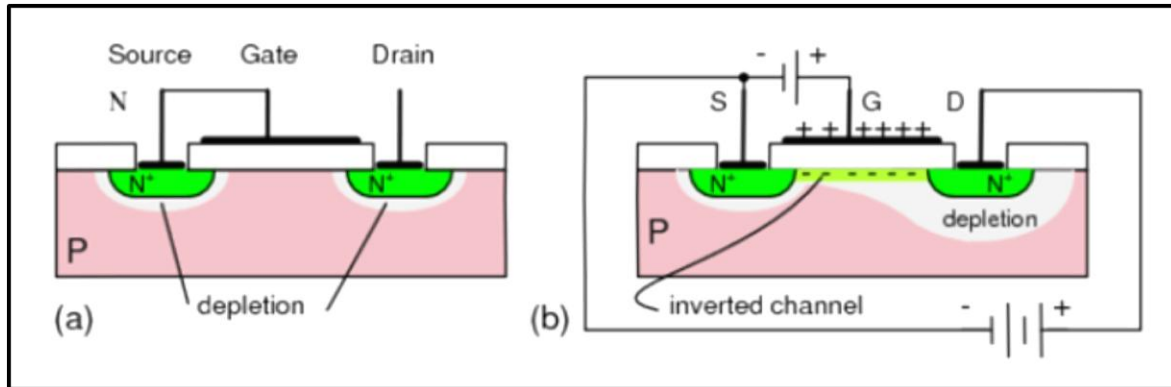 Source Gate Drain
N
N⁺ N⁺
P
depletion
(a)
- +
S G D
+ + + + + +
- - - - - -
N⁺ N⁺
depletion
P
inverted channel
(b)
- +